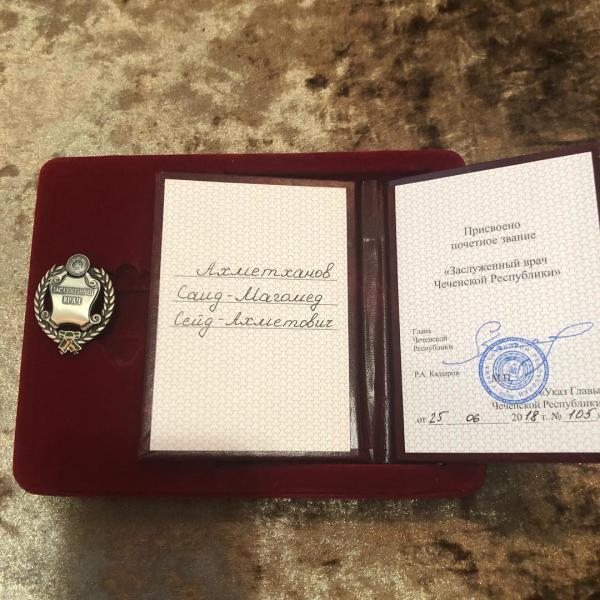 ЗАСЛУЖЕННЫЙ
ВРАЧ
Ахметханов
Саид-Магомед
Сейд-Ахметович
Присвоено
почетное звание
«Заслуженный врач
Чеченской Республики»
Глава
Чеченской
Республики
Р.А. Кадыров
М.П.
«Указ Главы
Чеченской Республики
от 25 06 2018 г. № 105